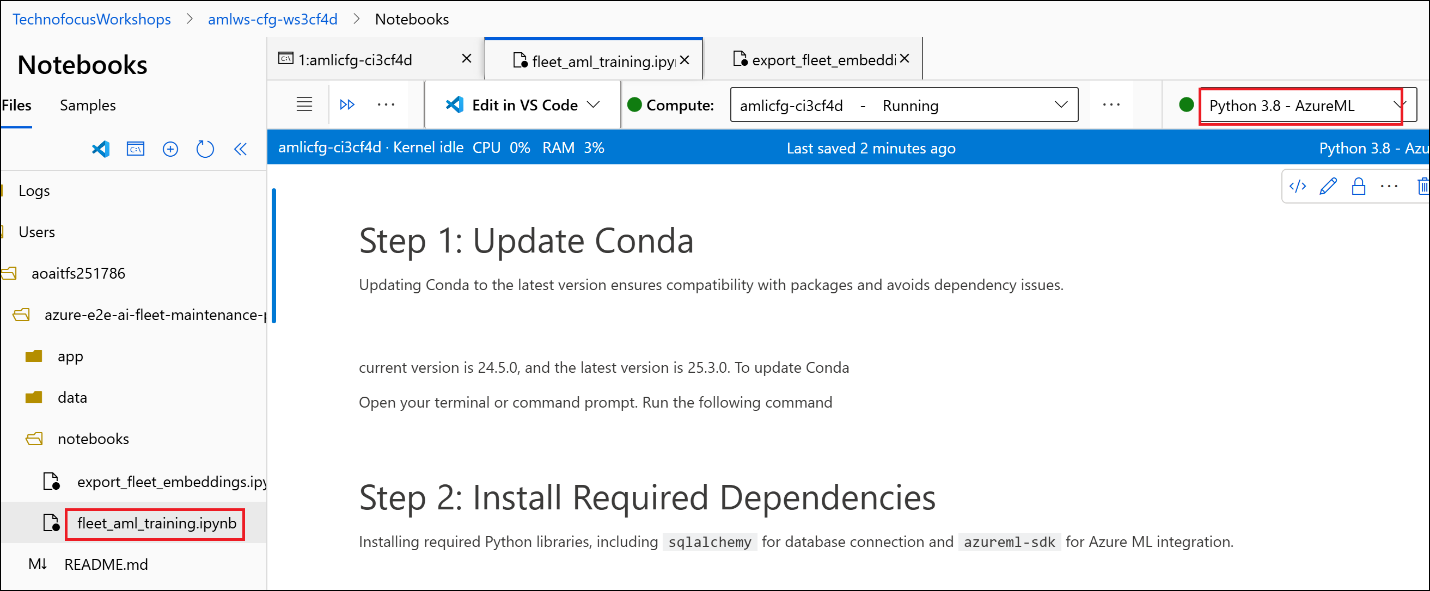 TechnofocusWorkshops > amlws-cfg-ws3cf4d > Notebooks
Notebooks
Files Samples
1:amlicfg-ci3cf4d
fleet_aml_training.ipyn
export_fleet_embeddi
Edit in VS Code
Compute:
amlicfg-ci3cf4d - Running
Python 3.8 - AzureML
amlicfg-ci3cf4d · Kernel idle CPU 0% RAM 3%
Last saved 2 minutes ago
Python 3.8 - Azu
Logs
Users
aoaitfs251786
azure-e2e-ai-fleet-maintenance-p
app
data
notebooks
export_fleet_embeddings.ipy
fleet_aml_training.ipynb
M↓ README.md
Step 1: Update Conda
Updating Conda to the latest version ensures compatibility with packages and avoids dependency issues.
current version is 24.5.0, and the latest version is 25.3.0. To update Conda
Open your terminal or command prompt. Run the following command
Step 2: Install Required Dependencies
Installing required Python libraries, including sqlalchemy for database connection and azureml-sdk for Azure ML integration.